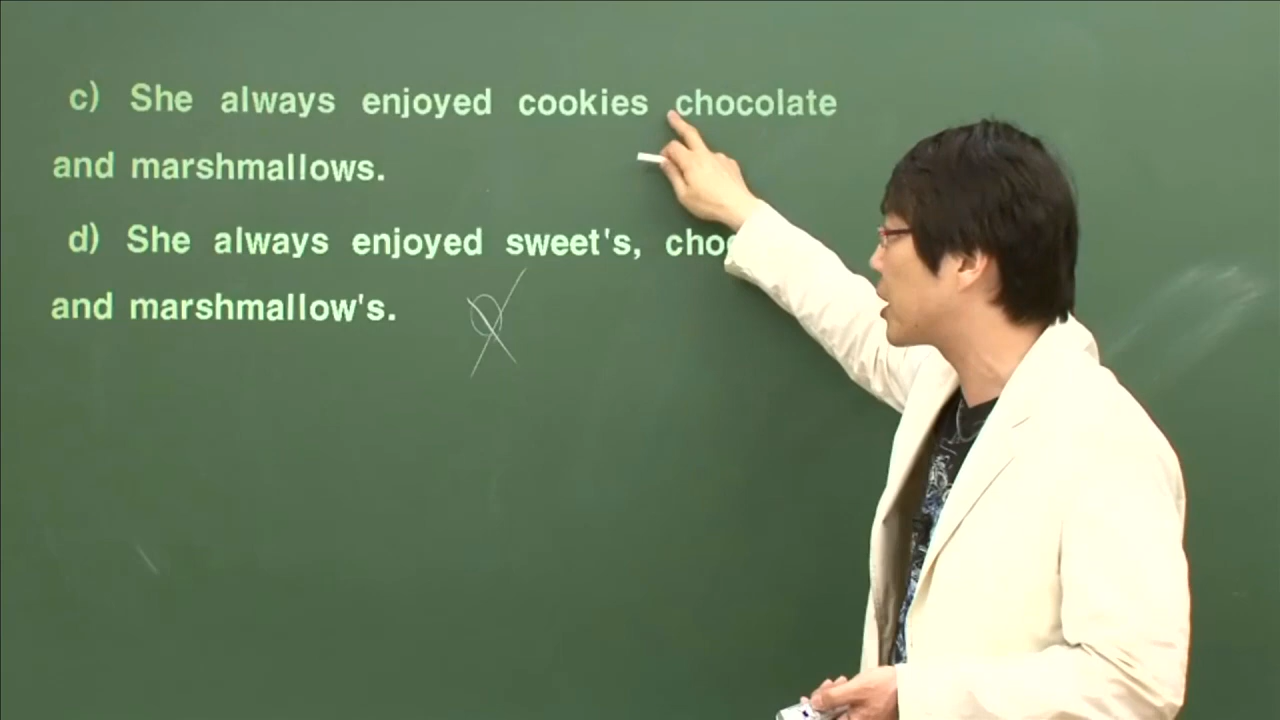 c) She always enjoyed cookies chocolate
and marshmallows.
d) She always enjoyed sweet's,
and marshmallow's.